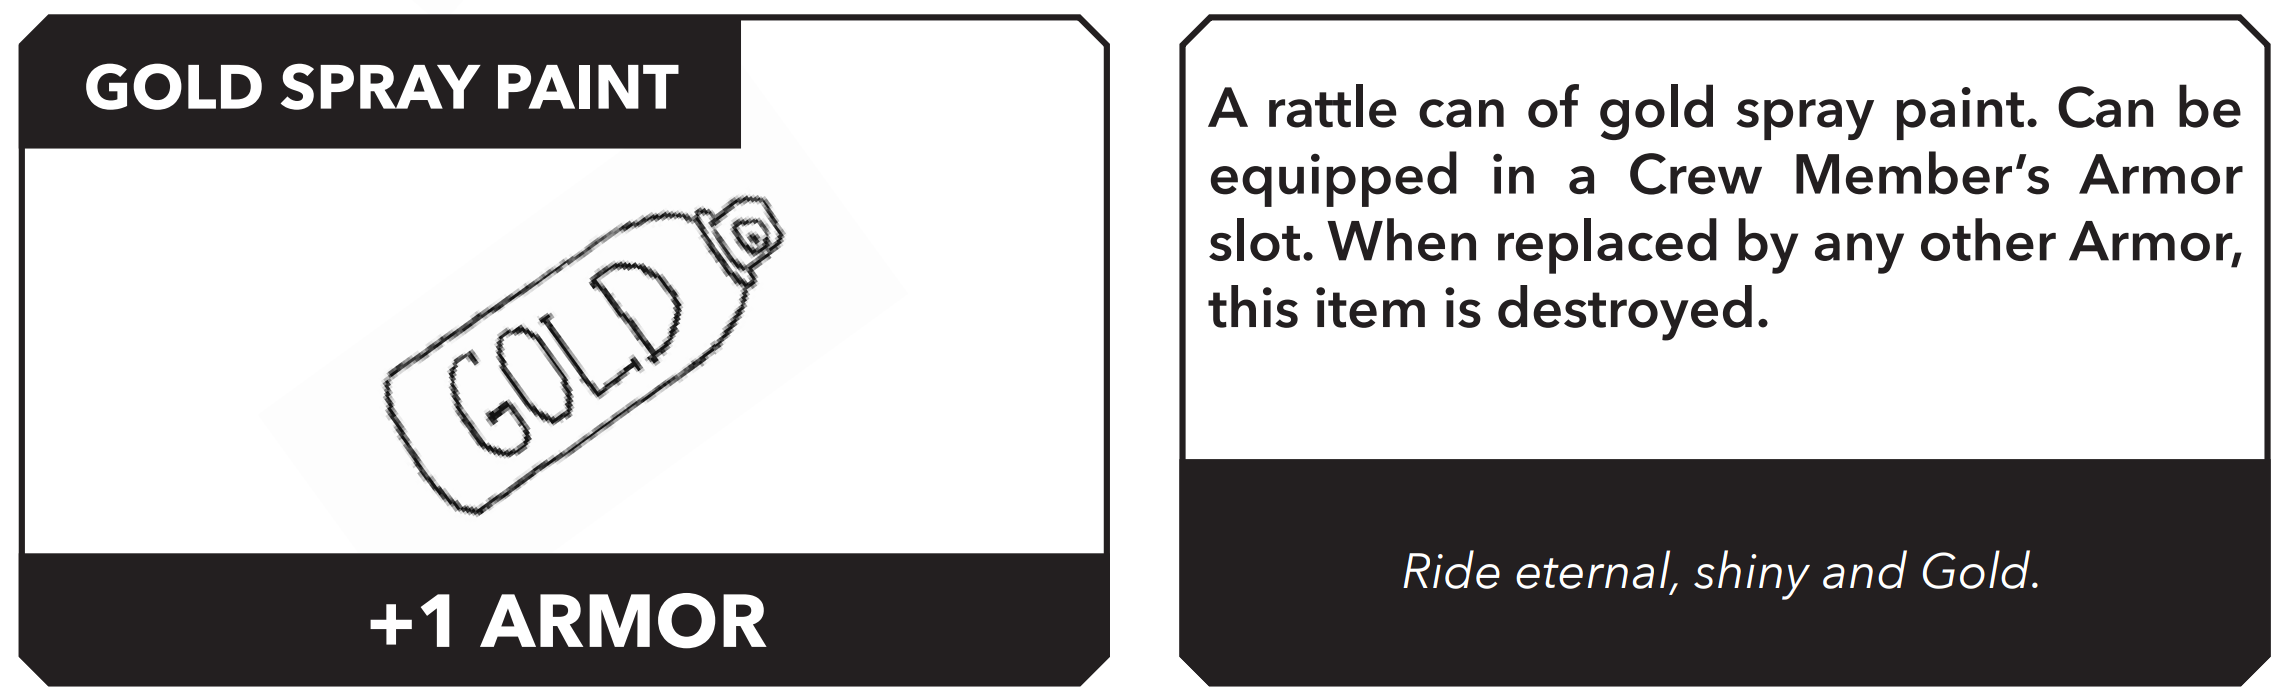 GOLD SPRAY PAINT
GOLD
+1 ARMOR
A rattle can of gold spray paint. Can be
equipped in a Crew Member’s Armor
slot. When replaced by any other Armor,
this item is destroyed.
Ride eternal, shiny and Gold.